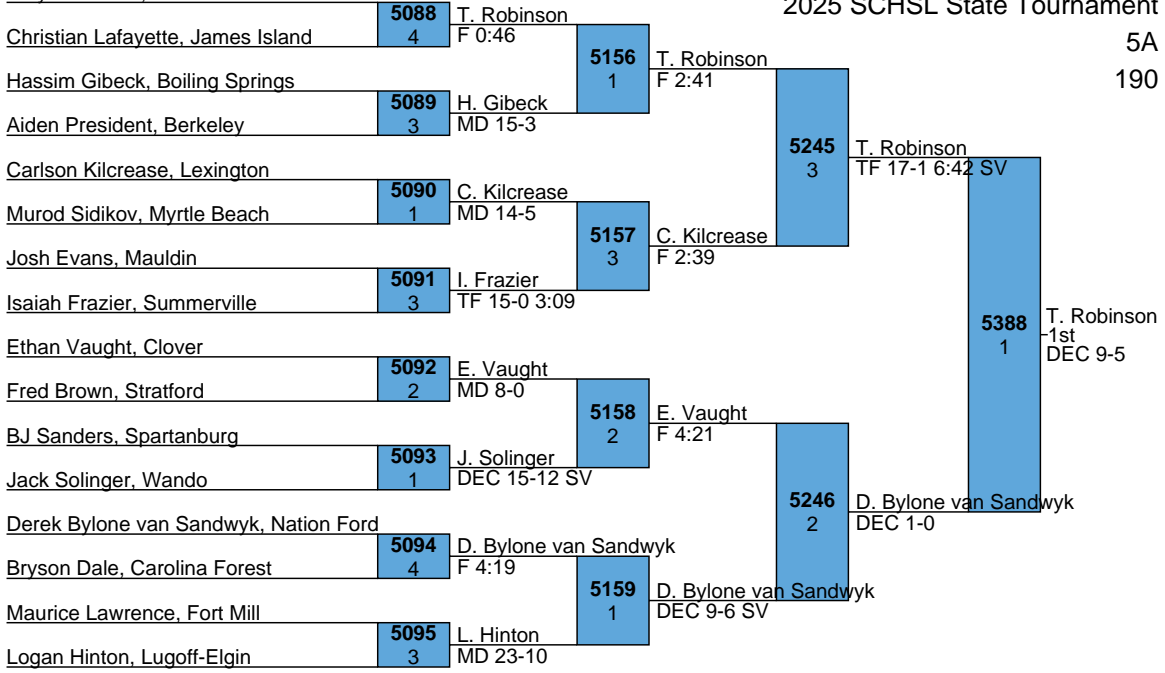 2025 SCHSL State Tournament
5A
190
5088
4
T. Robinson
F 0:46
Christian Lafayette, James Island
5156
1
T. Robinson
F 2:41
Hassim Gibeck, Boiling Springs
5089
3
H. Gibeck
MD 15-3
Aiden President, Berkeley
5245
3
T. Robinson
TF 17-1 6:42 SV
Carlson Kilcrease, Lexington
5090
1
C. Kilcrease
MD 14-5
Murod Sidikov, Myrtle Beach
5157
3
C. Kilcrease
F 2:39
Josh Evans, Mauldin
5091
3
I. Frazier
TF 15-0 3:09
Isaiah Frazier, Summerville
5388
1
T. Robinson
1st
DEC 9-5
Ethan Vaught, Clover
5092
2
E. Vaught
MD 8-0
Fred Brown, Stratford
5158
2
E. Vaught
F 4:21
BJ Sanders, Spartanburg
5093
1
J. Solinger
DEC 15-12 SV
Jack Solinger, Wando
5246
2
D. Bylone van Sandwyk
DEC 1-0
Derek Bylone van Sandwyk, Nation Ford
5094
4
D. Bylone van Sandwyk
F 4:19
Bryson Dale, Carolina Forest
5159
1
D. Bylone van Sandwyk
DEC 9-6 SV
Maurice Lawrence, Fort Mill
5095
3
L. Hinton
MD 23-10
Logan Hinton, Lugoff-Elgin